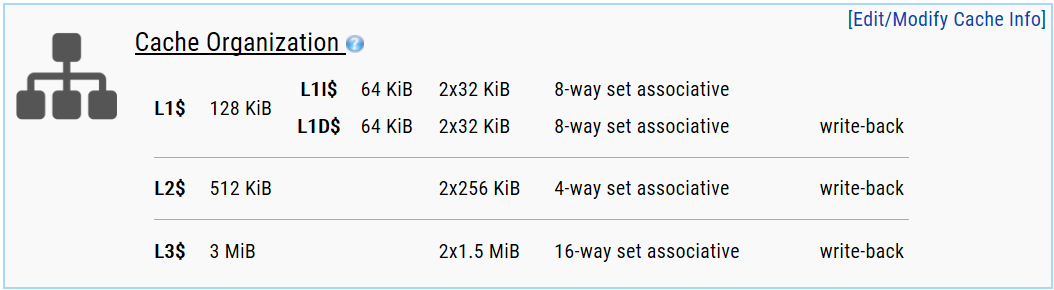 [Edit/Modify Cache Info]
Cache Organization
L1$ 128 KiB
L1I$ 64 KiB 2x32 KiB 8-way set associative
L1D$ 64 KiB 2x32 KiB 8-way set associative write-back
L2$ 512 KiB 2x256 KiB 4-way set associative write-back
L3$ 3 MiB 2x1.5 MiB 16-way set associative write-back